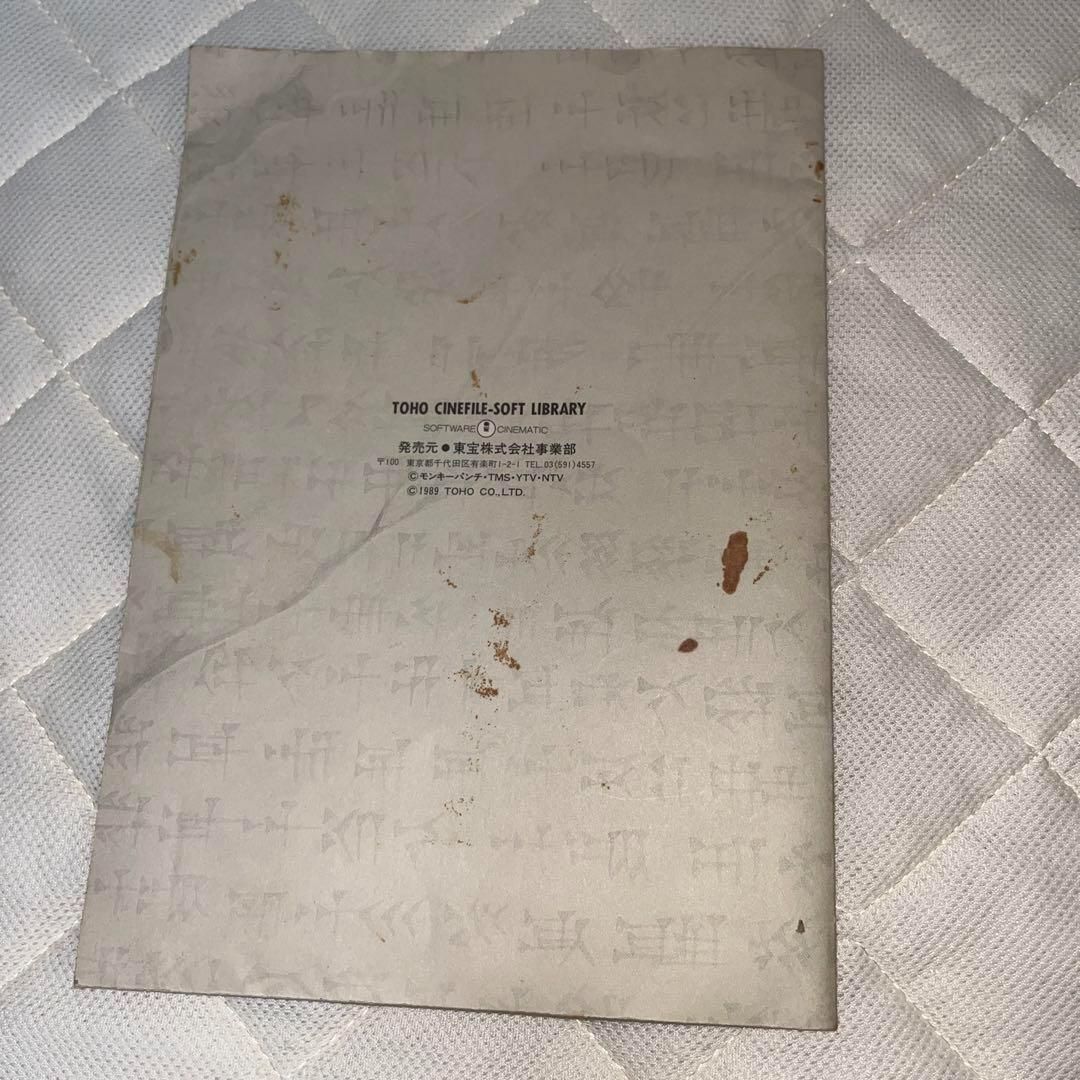 TOHO CINEFILE-SOFT LIBRARY
SOFTWARE CINEMATIC
発売元●東宝株式会社事業部
〒100 東京都千代田区有楽町1-2-1 TEL.03(591)4557
©モンキーパンチ・TMS・YTV・NTV
©1989 TOHO CO.,LTD.